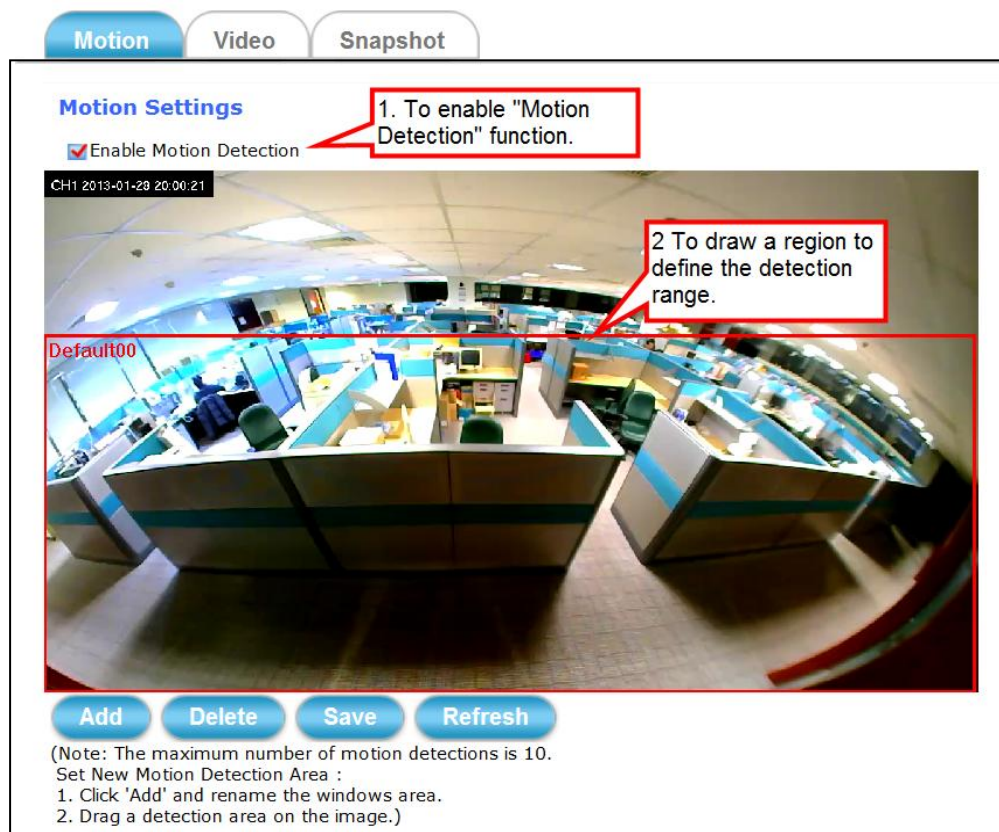 Motion Video Snapshot
Motion Settings
1. To enable "Motion
Detection" function.
Enable Motion Detection
CH1 2013-01-28 20:00:21
2 To draw a region to
define the detection
range.
Default00
Add Delete Save Refresh
(Note: The maximum number of motion detections is 10.
Set New Motion Detection Area :
1. Click 'Add' and rename the windows area.
2. Drag a detection area on the image.)